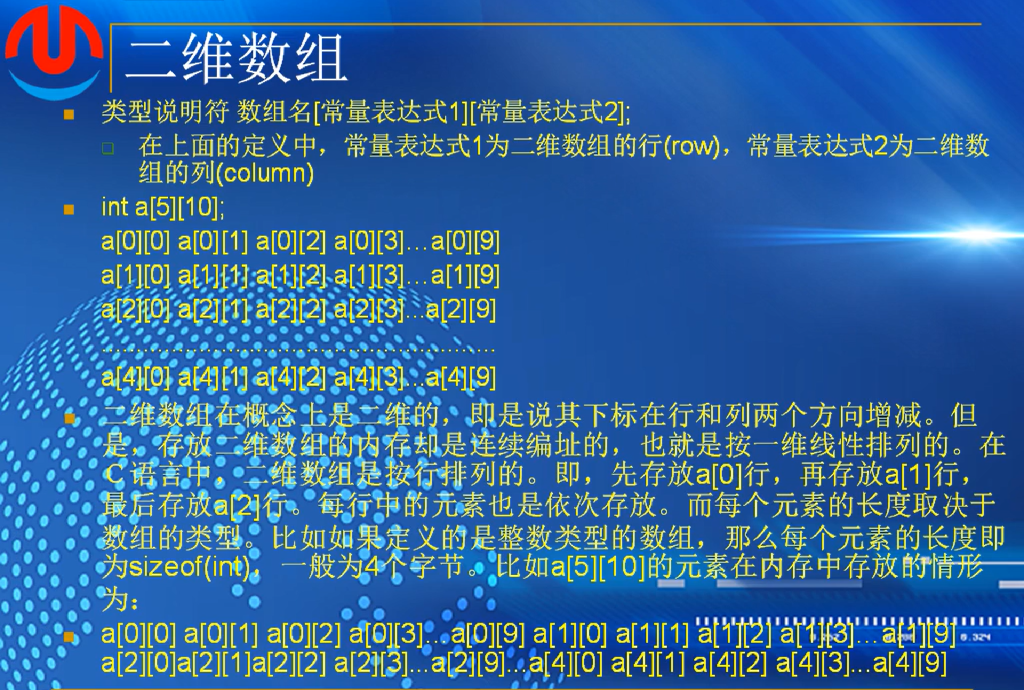 二维数组
类型说明符 数组名[常量表达式1][常量表达式2];
在上面的定义中，常量表达式1为二维数组的行(row)，常量表达式2为二维数
组的列(column)
int a[5][10];
a[0][0] a[0][1] a[0][2] a[0][3]…a[0][9]
a[1][0] a[1][1] a[1][2] a[1][3]…a[1][9]
a[2][0] a[2][1] a[2][2] a[2][3]...a[2][9]
......................................................
a[4][0] a[4][1] a[4][2] a[4][3]...a[4][9]
二维数组在概念上是二维的，即是说其下标在行和列两个方向增减。但
是，存放二维数组的内存却是连续编址的，也就是按一维线性排列的。在
Ｃ语言中，二维数组是按行排列的。即，先存放a[0]行，再存放a[1]行，
最后存放a[2]行。每行中的元素也是依次存放。而每个元素的长度取决于
数组的类型。比如如果定义的是整数类型的数组，那么每个元素的长度即
为sizeof(int)，一般为4个字节。比如a[5][10]的元素在内存中存放的情形
为：
a[0][0] a[0][1] a[0][2] a[0][3]…a[0][9] a[1][0] a[1][1] a[1][2] a[1][3]…a[1][9]
a[2][0]a[2][1]a[2][2] a[2][3]...a[2][9]...a[4][0] a[4][1] a[4][2] a[4][3]...a[4][9]
0.324